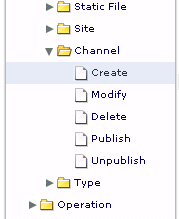 Static File
Site
Channel
Create
Modify
Delete
Publish
Unpublish
Type
Operation